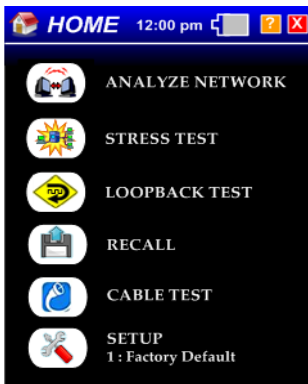 HOME 12:00 pm ? X
ANALYZE NETWORK
STRESS TEST
LOOPBACK TEST
RECALL
CABLE TEST
SETUP
1 : Factory Default